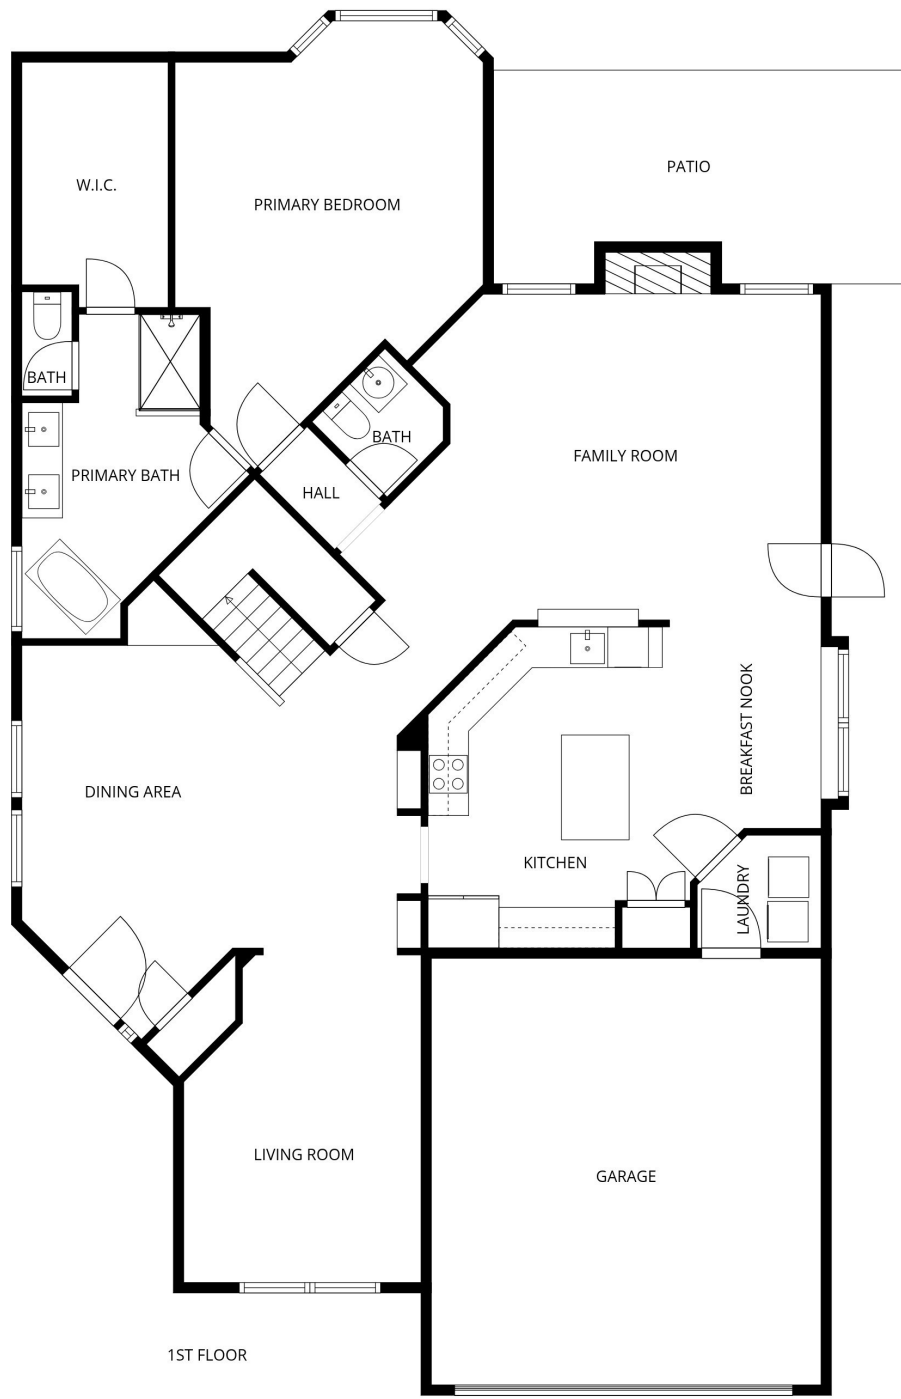 PATIO
W.I.C.
PRIMARY BEDROOM
BATH
BATH
FAMILY ROOM
PRIMARY BATH
HALL
BREAKFAST NOOK
DINING AREA
KITCHEN
LAUNDRY
LIVING ROOM
GARAGE
1ST FLOOR